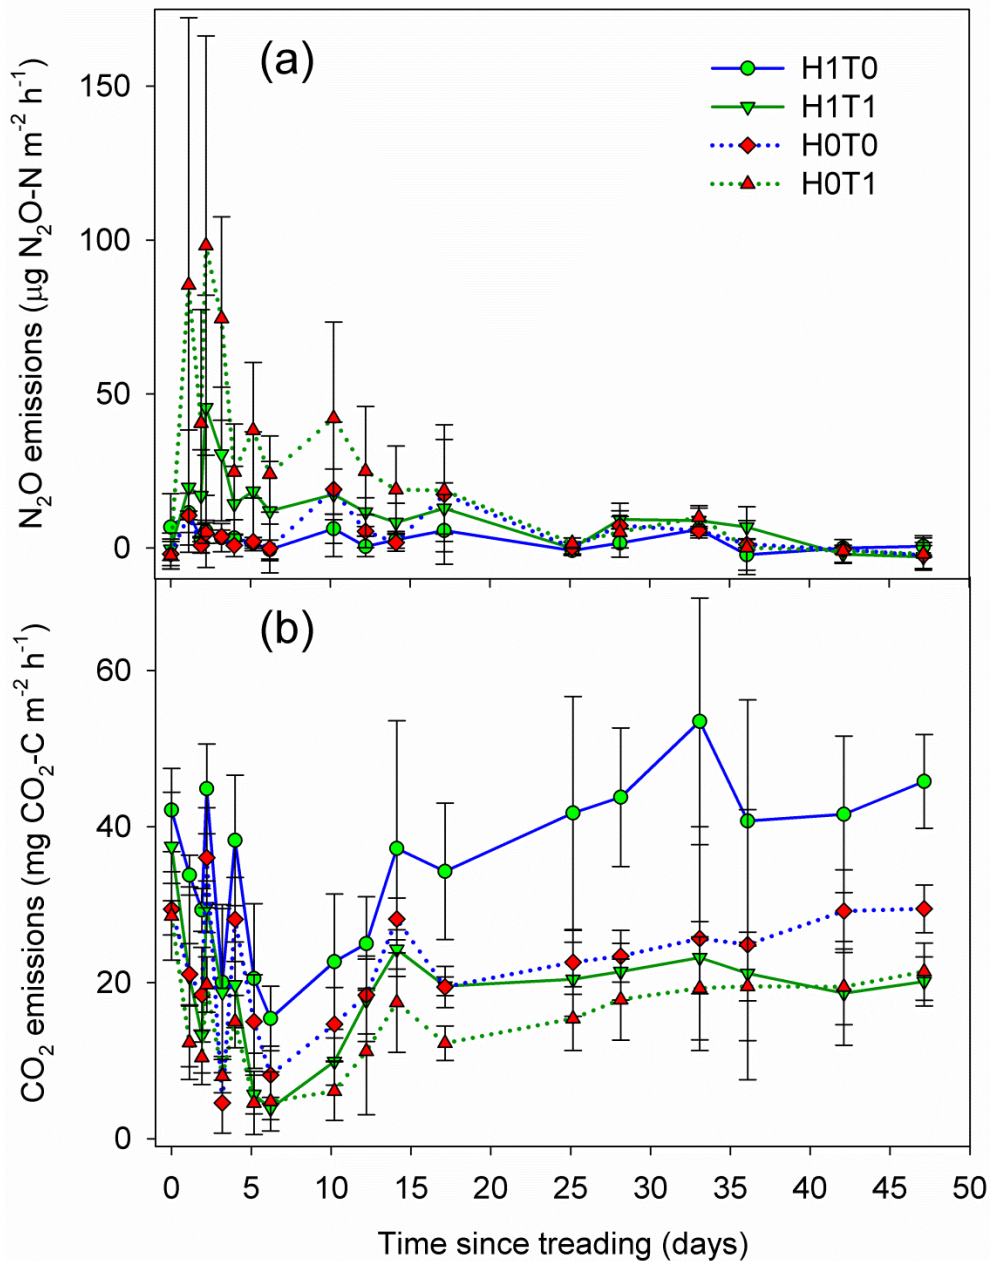 (a)
H1T0
H1T1
H0T0
H0T1
N₂O emissions (µg N₂O-N m⁻² h⁻¹)
150
100
50
0
(b)
CO₂ emissions (mg CO₂-C m⁻² h⁻¹)
60
40
20
0
0 5 10 15 20 25 30 35 40 45 50
Time since treading (days)